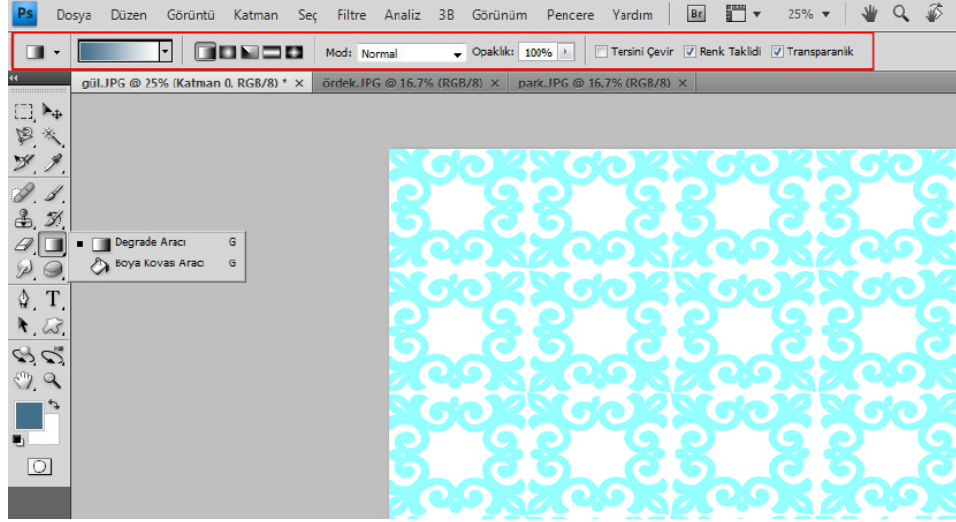 Ps Dosya Düzen Görüntü Katman Seç Filtre Analiz 3B Görünüm Pencere Yardım Br 25%
Mod: Normal Opaklık: 100% Tersini Çevir Renk Taklidi Transparanlık
gül.JPG @ 25% (Katman 0, RGB/8) * × ördek.JPG @ 16.7% (RGB/8) × park.JPG @ 16.7% (RGB/8) ×
Degrade Aracı G
Boya Kovası Aracı G
T